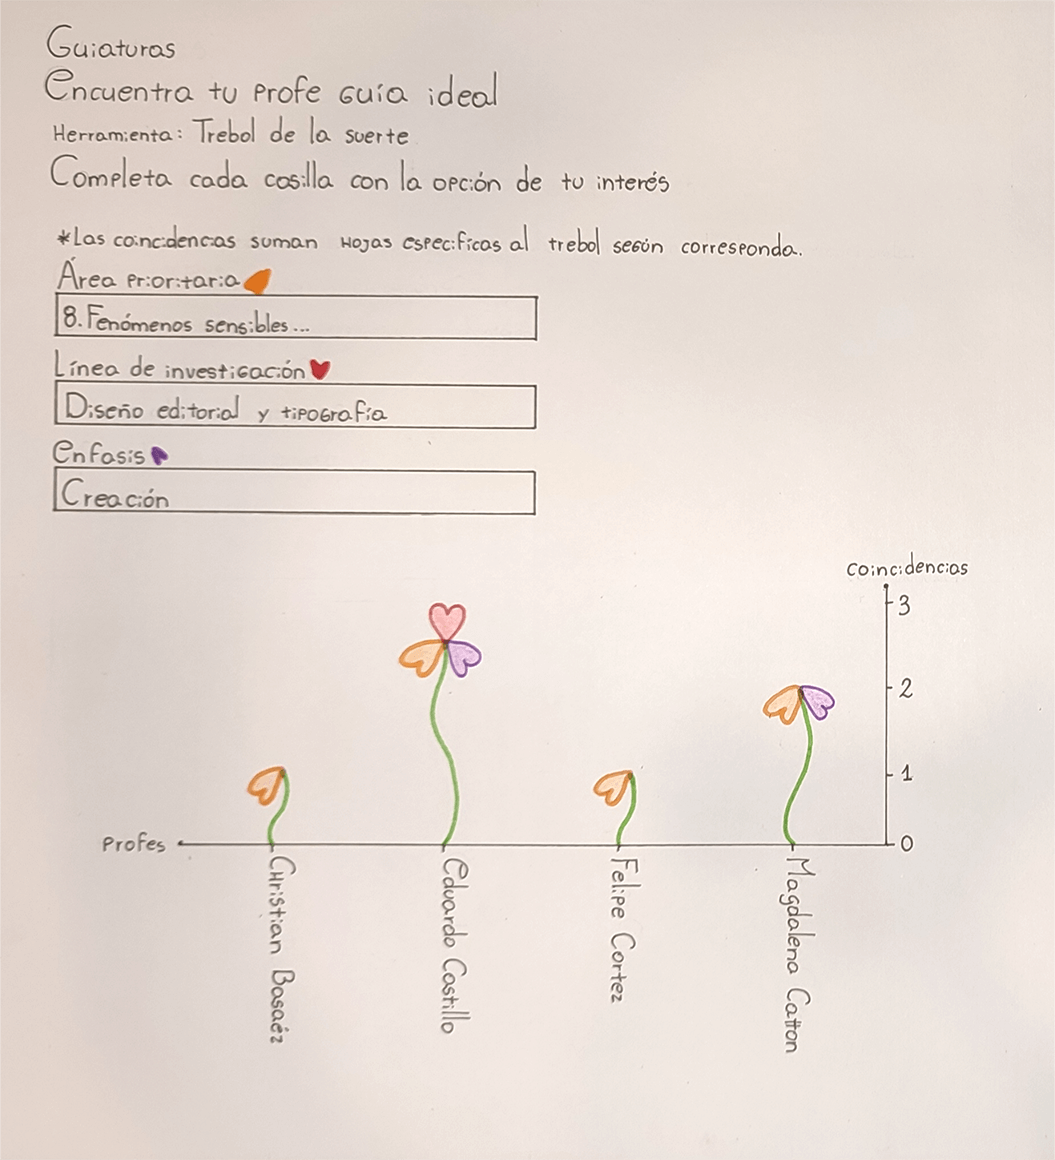 Guiaturas
Encuentra tu profe guía ideal
Herramienta: Trebol de la suerte
Completa cada casilla con la opción de tu interés
*Las coincidencias suman hojas especificas al trebol según corresponda.
Área prioritaria
8. Fenómenos sensibles...
Línea de investigación
Diseño editorial y tipografía
Enfasis
Creación
coincidencias
3
2
1
0
Profes
Christian Basaéz
Eduardo Castillo
Felipe Cortez
Magdalena Catton